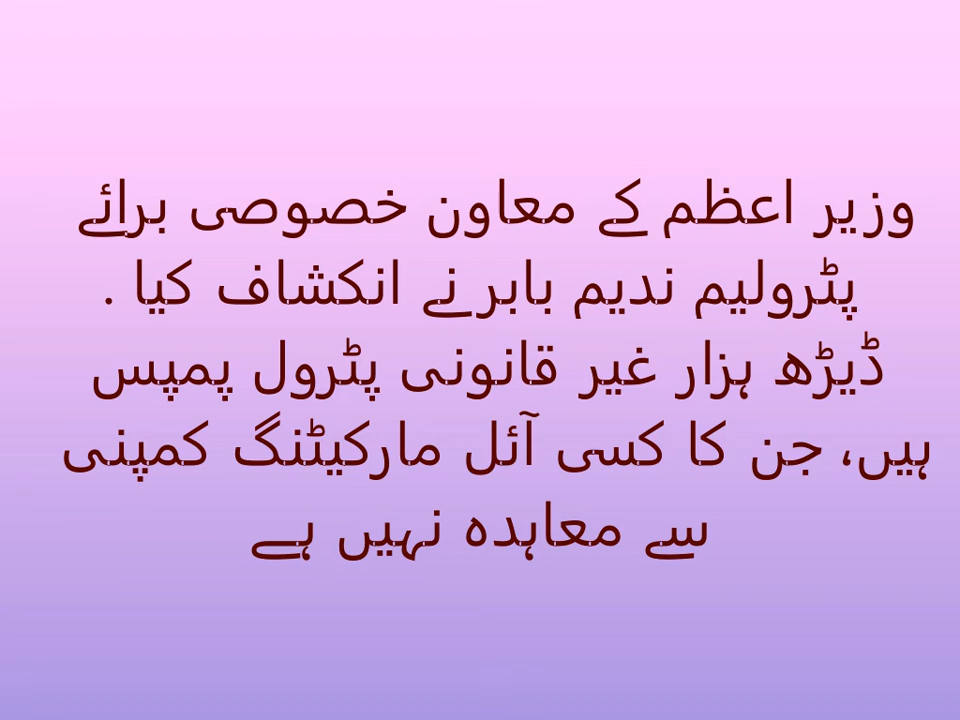 وزیر اعظم کے معاون خصوصی برائے
پٹرولیم ندیم بابر نے انکشاف کیا .
ڈیڑھ ہزار غیر قانونی پٹرول پمپس
ہیں، جن کا کسی آئل مارکیٹنگ کمپنی
سے معاہدہ نہیں ہے